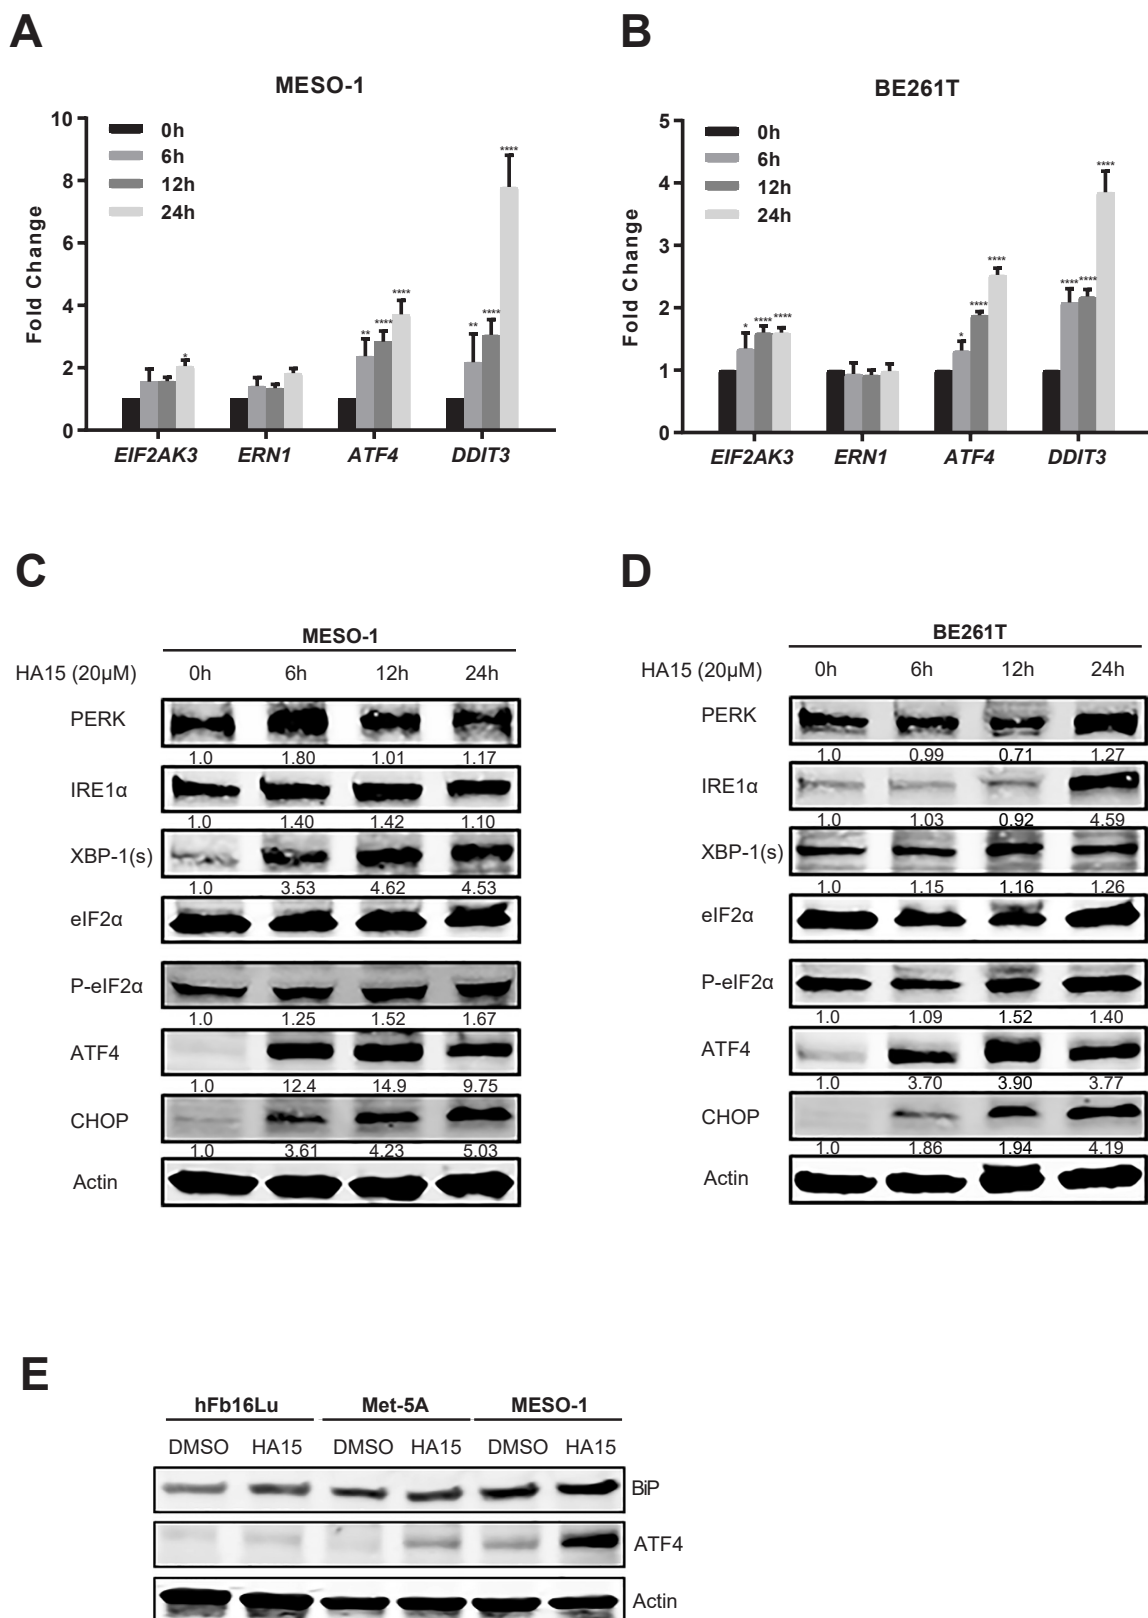 A
B
MESO-1
BE261T
Fold Change
10
8
6
4
2
0
0h
6h
12h
24h
*
** **** ****
** **** ****
EIF2AK3 ERN1 ATF4 DDIT3
Fold Change
5
4
3
2
1
0
0h
6h
12h
24h
* **** ****
* **** ****
**** **** ****
EIF2AK3 ERN1 ATF4 DDIT3
C
MESO-1
HA15 (20µM) 0h 6h 12h 24h
PERK
1.0 1.80 1.01 1.17
IRE1α
1.0 1.40 1.42 1.10
XBP-1(s)
1.0 3.53 4.62 4.53
eIF2α
P-eIF2α
1.0 1.25 1.52 1.67
ATF4
1.0 12.4 14.9 9.75
CHOP
1.0 3.61 4.23 5.03
Actin
D
BE261T
HA15 (20µM) 0h 6h 12h 24h
PERK
1.0 0.99 0.71 1.27
IRE1α
1.0 1.03 0.92 4.59
XBP-1(s)
1.0 1.15 1.16 1.26
eIF2α
P-eIF2α
1.0 1.09 1.52 1.40
ATF4
1.0 3.70 3.90 3.77
CHOP
1.0 1.86 1.94 4.19
Actin
E
hFb16Lu Met-5A MESO-1
DMSO HA15 DMSO HA15 DMSO HA15
BiP
ATF4
Actin